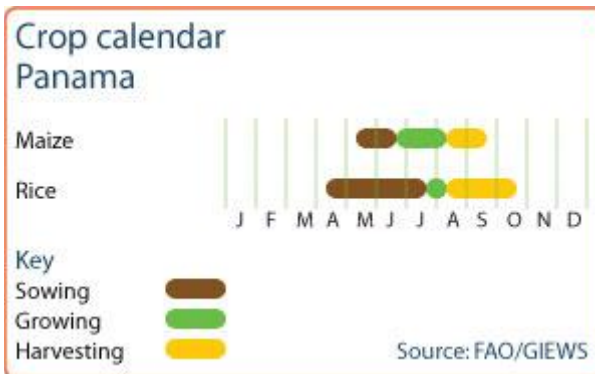 Crop calendar
Panama
Maize
Rice
J F M A M J J A S O N D
Key
Sowing
Growing
Harvesting
Source: FAO/GIEWS